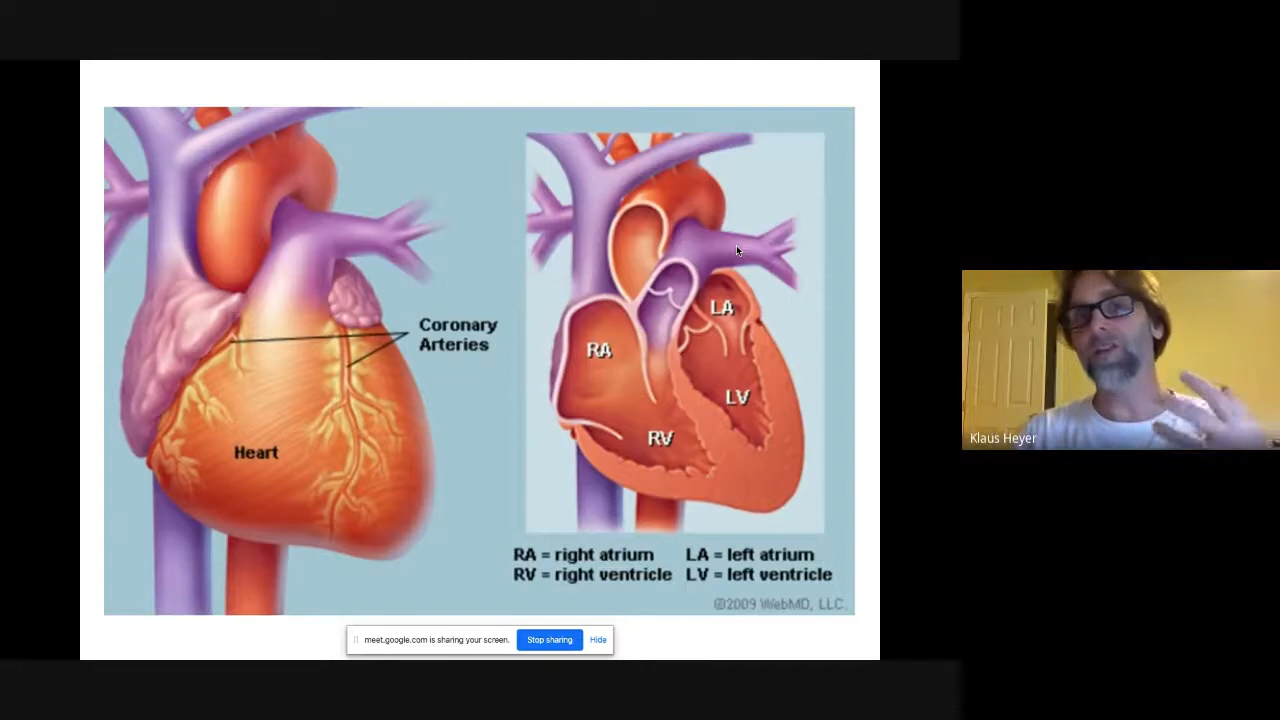 Coronary
Arteries
Heart
RA
LA
LV
RV
RA = right atrium
LA = left atrium
RV = right ventricle
LV = left ventricle
©2009 WebMD, LLC.
meet.google.com is sharing your screen.
Stop sharing
Hide
Klaus Heyer